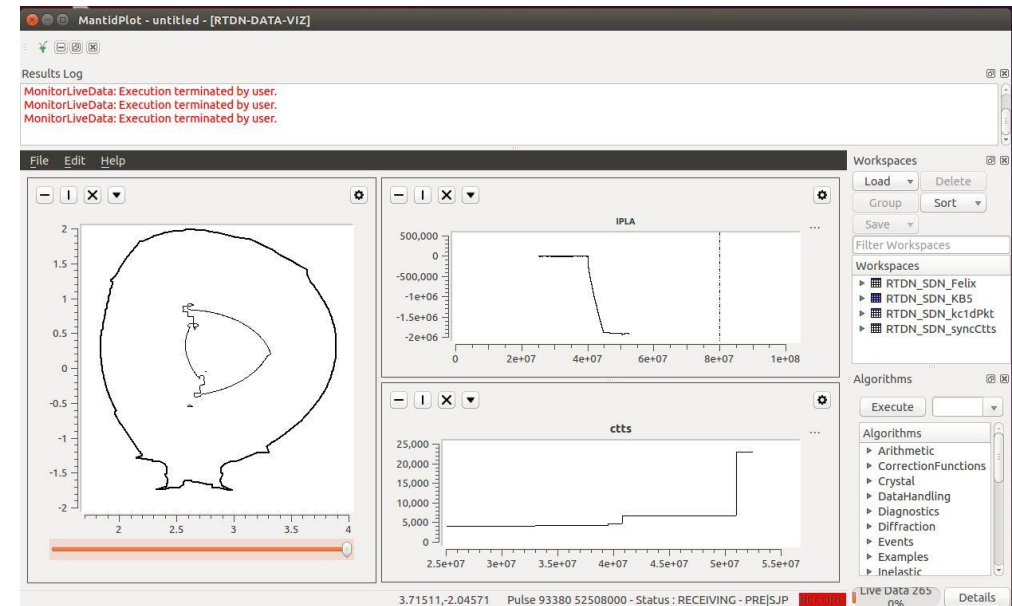 MantidPlot - untitled - [RTDN-DATA-VIZ]
Results Log
MonitorLiveData: Execution terminated by user.
MonitorLiveData: Execution terminated by user.
MonitorLiveData: Execution terminated by user.
File Edit Help
2
1.5
1
0.5
0
-0.5
-1
-1.5
-2
2 2.5 3 3.5 4
IPLA
...
500,000
0
-500,000
-1e+06
-1.5e+06
-2e+06
0 2e+07 4e+07 6e+07 8e+07 1e+08
ctts
...
25,000
20,000
15,000
10,000
5,000
0
2.5e+07 3e+07 3.5e+07 4e+07 4.5e+07 5e+07 5.5e+07
Workspaces
Load Delete
Group Sort
Save
Filter Workspaces
Workspaces
RTDN_SDN_Felix
RTDN_SDN_KB5
RTDN_SDN_kc1dPkt
RTDN_SDN_syncCtts
Algorithms
Execute
Algorithms
Arithmetic
CorrectionFunctions
Crystal
DataHandling
Diagnostics
Diffraction
Events
Examples
Inelastic
3.71511,-2.04571 Pulse 93380 52508000 - Status : RECEIVING - PRE|SJP
Live Data 265
0%
Details